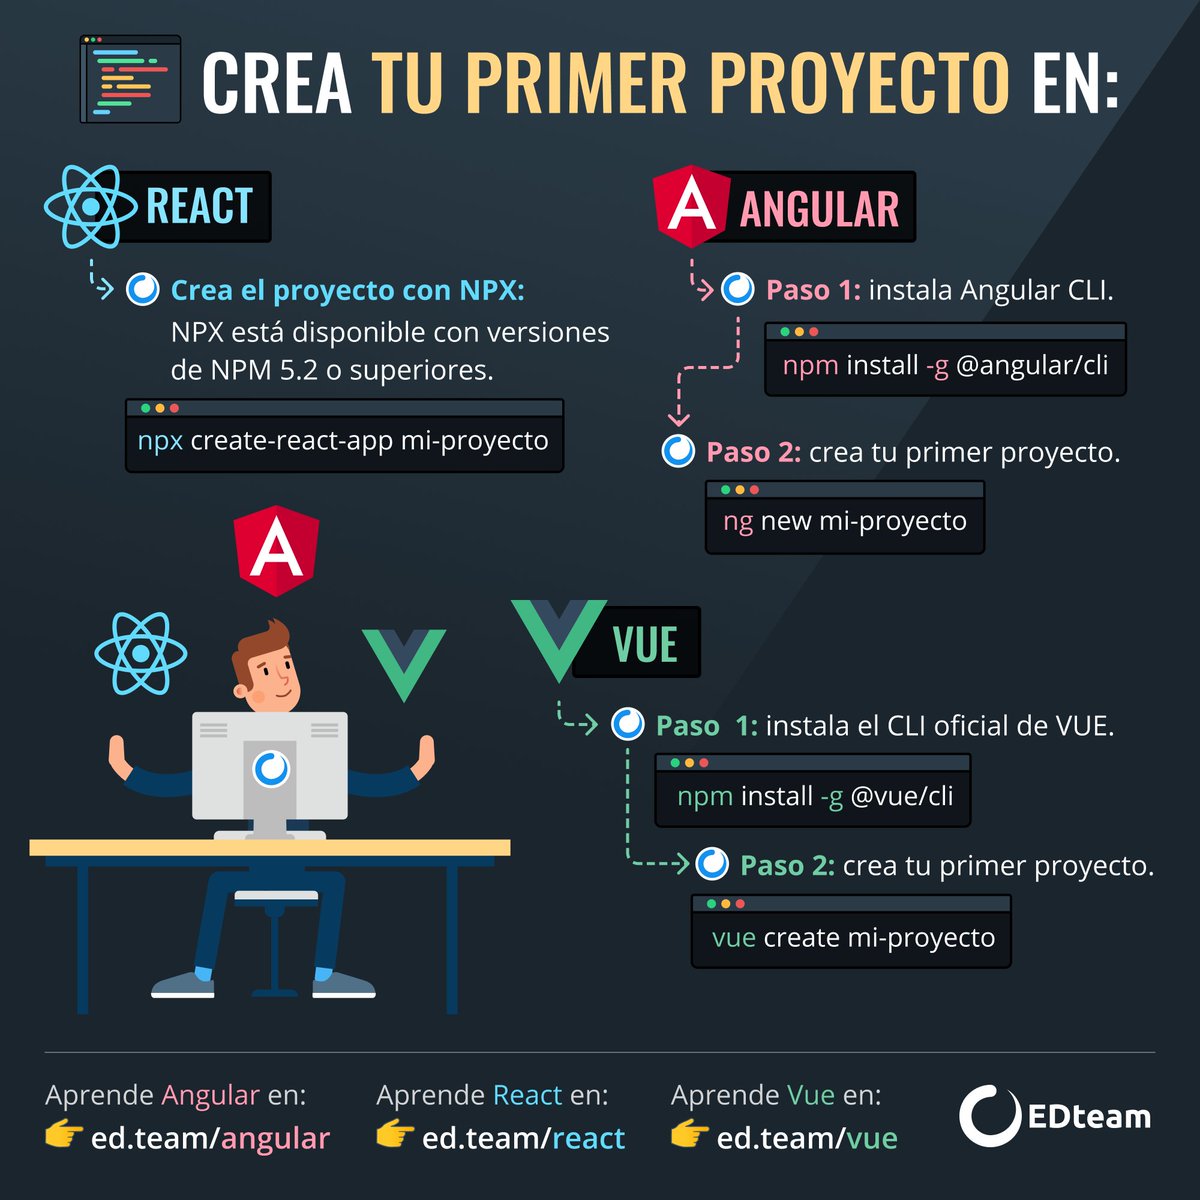 CREA TU PRIMER PROYECTO EN:
REACT
Crea el proyecto con NPX:
NPX está disponible con versiones
de NPM 5.2 o superiores.
npx create-react-app mi-proyecto
ANGULAR
Paso 1: instala Angular CLI.
npm install -g @angular/cli
Paso 2: crea tu primer proyecto.
ng new mi-proyecto
VUE
Paso 1: instala el CLI oficial de VUE.
npm install -g @vue/cli
Paso 2: crea tu primer proyecto.
vue create mi-proyecto
Aprende Angular en:
ed.team/angular
Aprende React en:
ed.team/react
Aprende Vue en:
ed.team/vue
EDteam